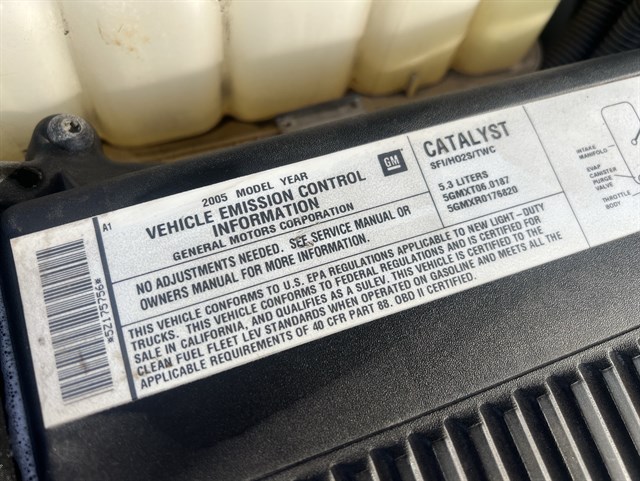 2005 MODEL YEAR
VEHICLE EMISSION CONTROL
INFORMATION
GENERAL MOTORS CORPORATION
GM
NO ADJUSTMENTS NEEDED. SEE SERVICE MANUAL OR
OWNERS MANUAL FOR MORE INFORMATION.
CATALYST
SFI/HO2S/TWC
5.3 LITERS
5GMXT06.0187
5GMXR0176820
THIS VEHICLE CONFORMS TO U.S. EPA REGULATIONS APPLICABLE TO NEW LIGHT-DUTY
TRUCKS. THIS VEHICLE CONFORMS TO FEDERAL REGULATIONS AND IS CERTIFIED FOR
SALE IN CALIFORNIA, AND QUALIFIES AS A SULEV. THIS VEHICLE IS CERTIFIED TO THE
CLEAN FUEL FLEET LEV STANDARDS WHEN OPERATED ON GASOLINE AND MEETS ALL THE
APPLICABLE REQUIREMENTS OF 40 CFR PART 88. OBD II CERTIFIED.
A1
*5Z175756*
INTAKE
MANIFOLD
EVAP
CANISTER
PURGE
VALVE
THROTTLE
BODY